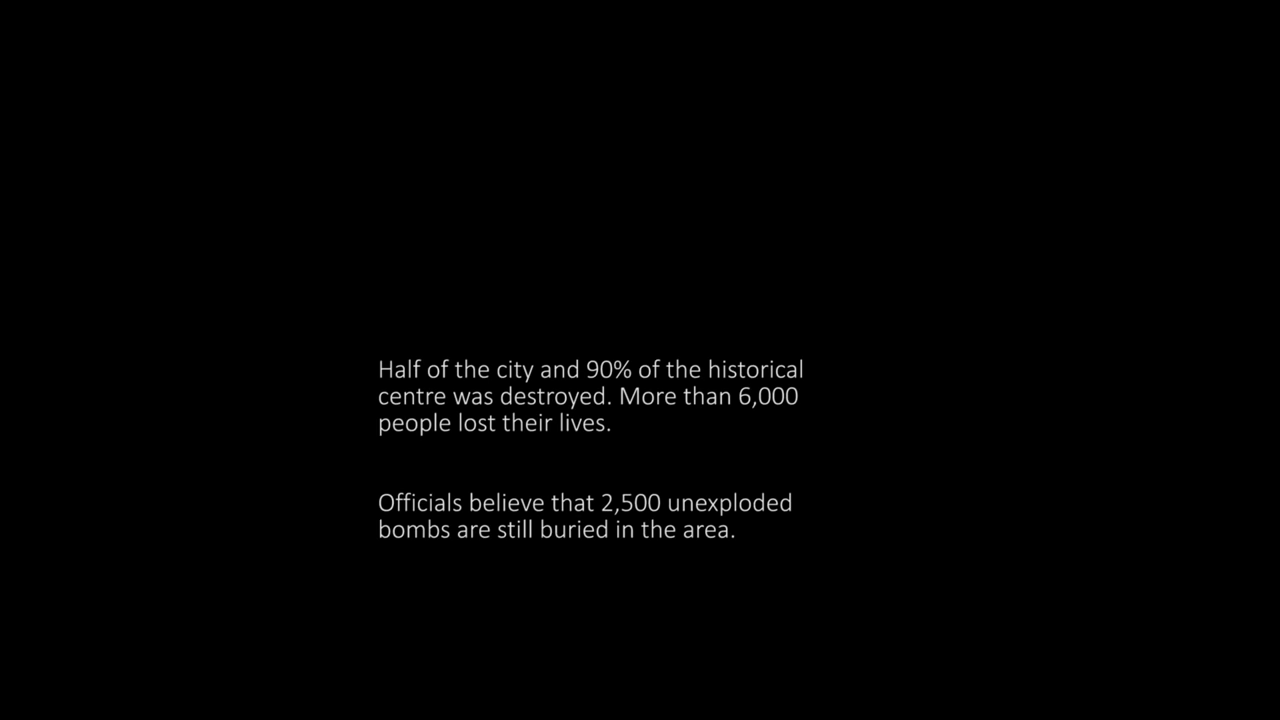 Half of the city and 90% of the historical
centre was destroyed. More than 6,000
people lost their lives.
Officials believe that 2,500 unexploded
bombs are still buried in the area.